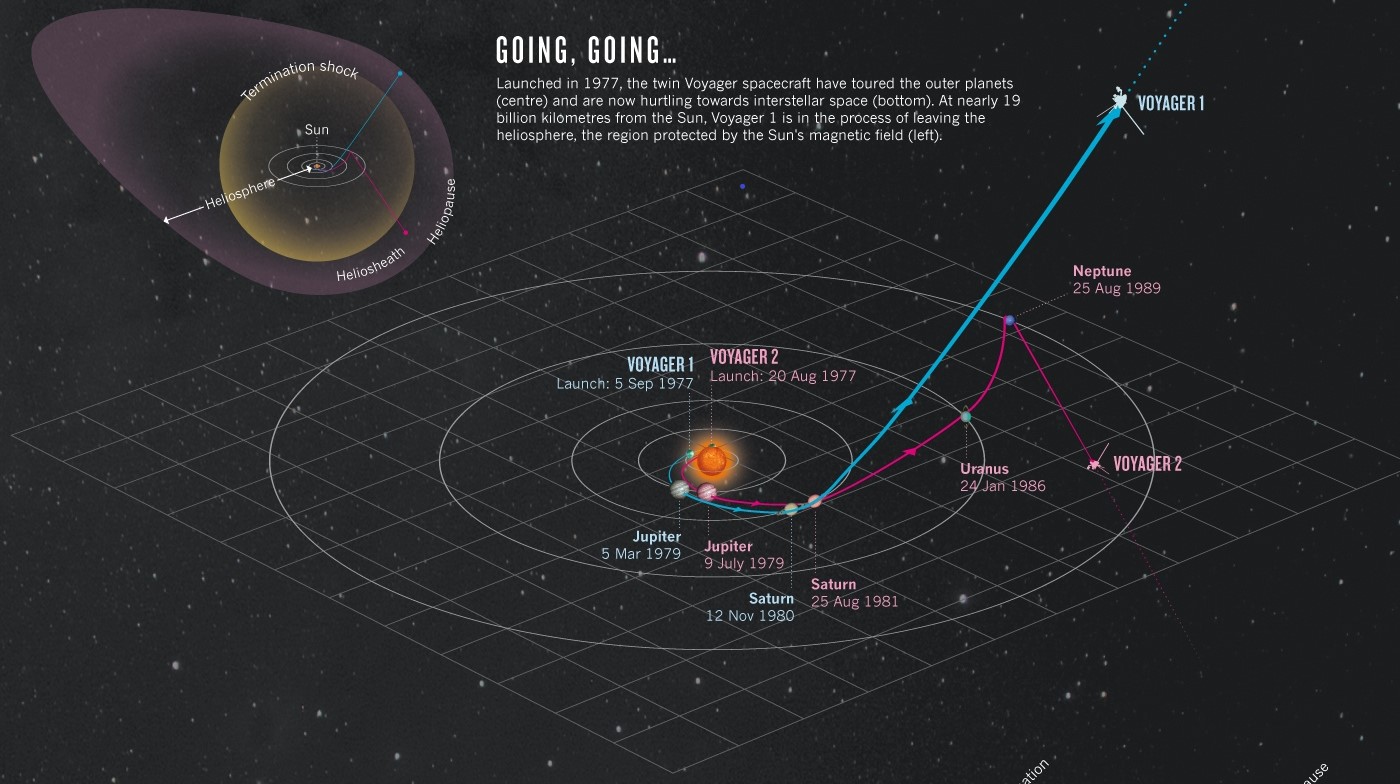 GOING, GOING…
Launched in 1977, the twin Voyager spacecraft have toured the outer planets
(centre) and are now hurtling towards interstellar space (bottom). At nearly 19
billion kilometres from the Sun, Voyager 1 is in the process of leaving the
heliosphere, the region protected by the Sun's magnetic field (left).
Termination shock
Sun
Heliosphere
Heliopause
Heliosheath
VOYAGER 1
Neptune
25 Aug 1989
VOYAGER 1
Launch: 5 Sep 1977
VOYAGER 2
Launch: 20 Aug 1977
Uranus
24 Jan 1986
VOYAGER 2
Jupiter
5 Mar 1979
Jupiter
9 July 1979
Saturn
12 Nov 1980
Saturn
25 Aug 1981
ation
ause